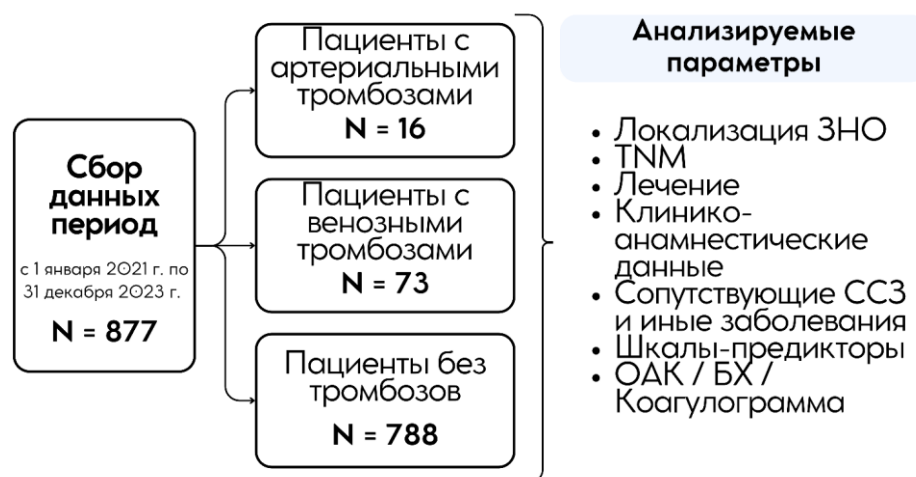 Сбор
данных
период
с 1 января 2021 г. по
31 декабря 2023 г.
N = 877
Пациенты с
артериальными
тромбозами
N = 16
Пациенты с
венозными
тромбозами
N = 73
Пациенты без
тромбозов
N = 788
Анализируемые
параметры
• Локализация ЗНО
• TNM
• Лечение
• Клинико-
анамнестические
данные
• Сопутствующие ССЗ
и иные заболевания
• Шкалы-предикторы
• ОАК / БХ /
Коагулограмма